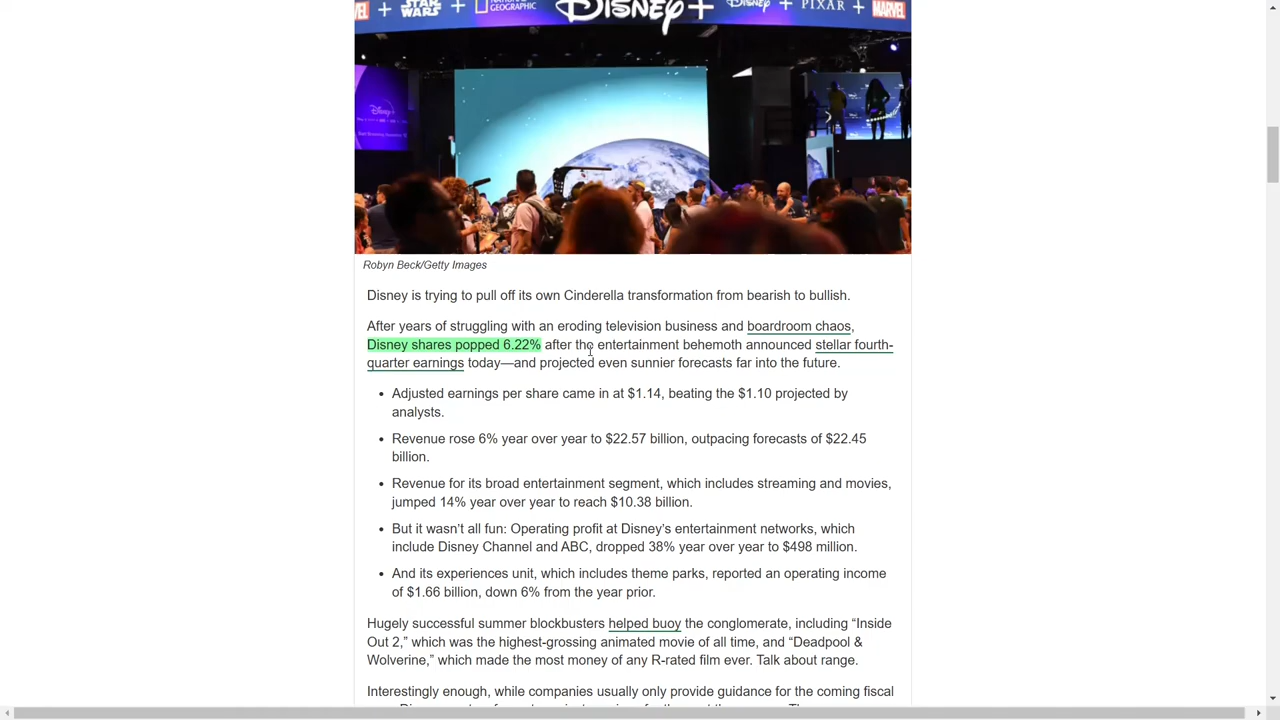 STAR WARS + NATIONAL GEOGRAPHIC DISNEY+ Disney + PIXAR + MARVEL
Disney+
Robyn Beck/Getty Images
Disney is trying to pull off its own Cinderella transformation from bearish to bullish.
After years of struggling with an eroding television business and boardroom chaos,
Disney shares popped 6.22% after the entertainment behemoth announced stellar fourth-
quarter earnings today—and projected even sunnier forecasts far into the future.
• Adjusted earnings per share came in at $1.14, beating the $1.10 projected by
analysts.
• Revenue rose 6% year over year to $22.57 billion, outpacing forecasts of $22.45
billion.
• Revenue for its broad entertainment segment, which includes streaming and movies,
jumped 14% year over year to reach $10.38 billion.
• But it wasn’t all fun: Operating profit at Disney’s entertainment networks, which
include Disney Channel and ABC, dropped 38% year over year to $498 million.
• And its experiences unit, which includes theme parks, reported an operating income
of $1.66 billion, down 6% from the year prior.
Hugely successful summer blockbusters helped buoy the conglomerate, including “Inside
Out 2,” which was the highest-grossing animated movie of all time, and “Deadpool &
Wolverine,” which made the most money of any R-rated film ever. Talk about range.
Interestingly enough, while companies usually only provide guidance for the coming fiscal